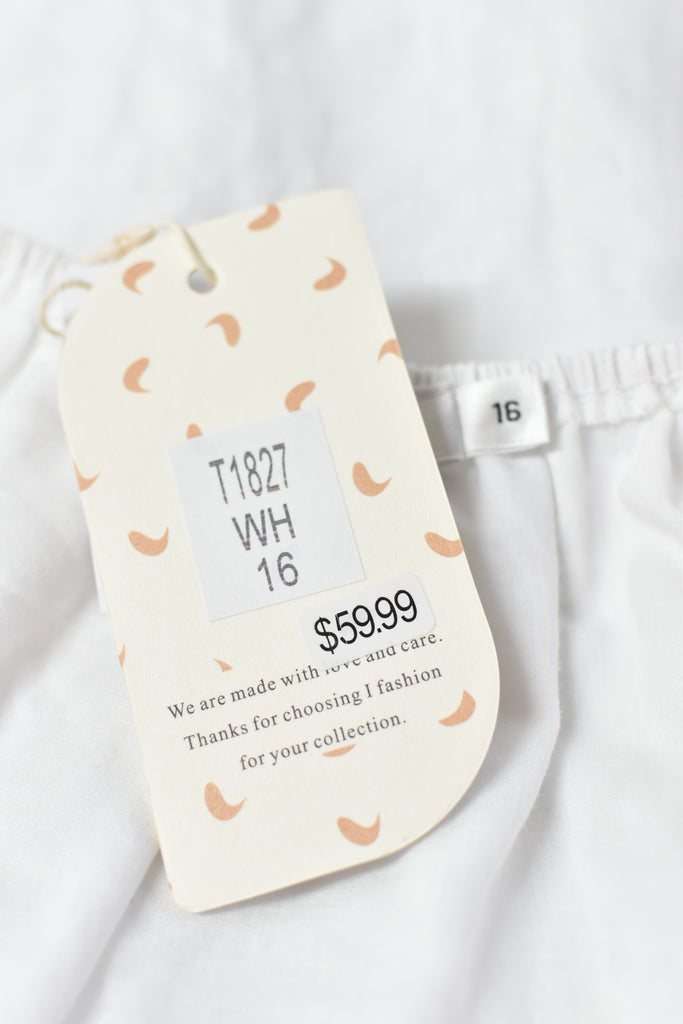 T1827
WH
16
$59.99
We are made with love and care.
Thanks for choosing I fashion
for your collection.
16